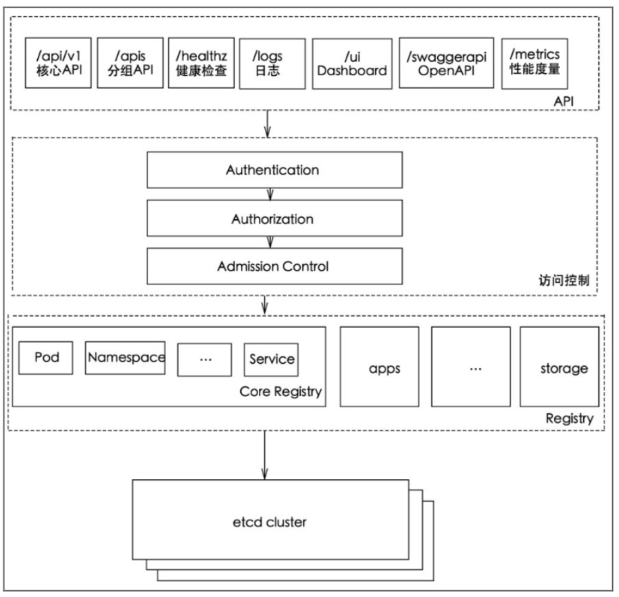 /api/v1
核心API
/apis
分组API
/healthz
健康检查
/logs
日志
/ui
Dashboard
/swaggerapi
OpenAPI
/metrics
性能度量
API
Authentication
Authorization
Admission Control
访问控制
Pod
Namespace
...
Service
Core Registry
apps
...
storage
Registry
etcd cluster